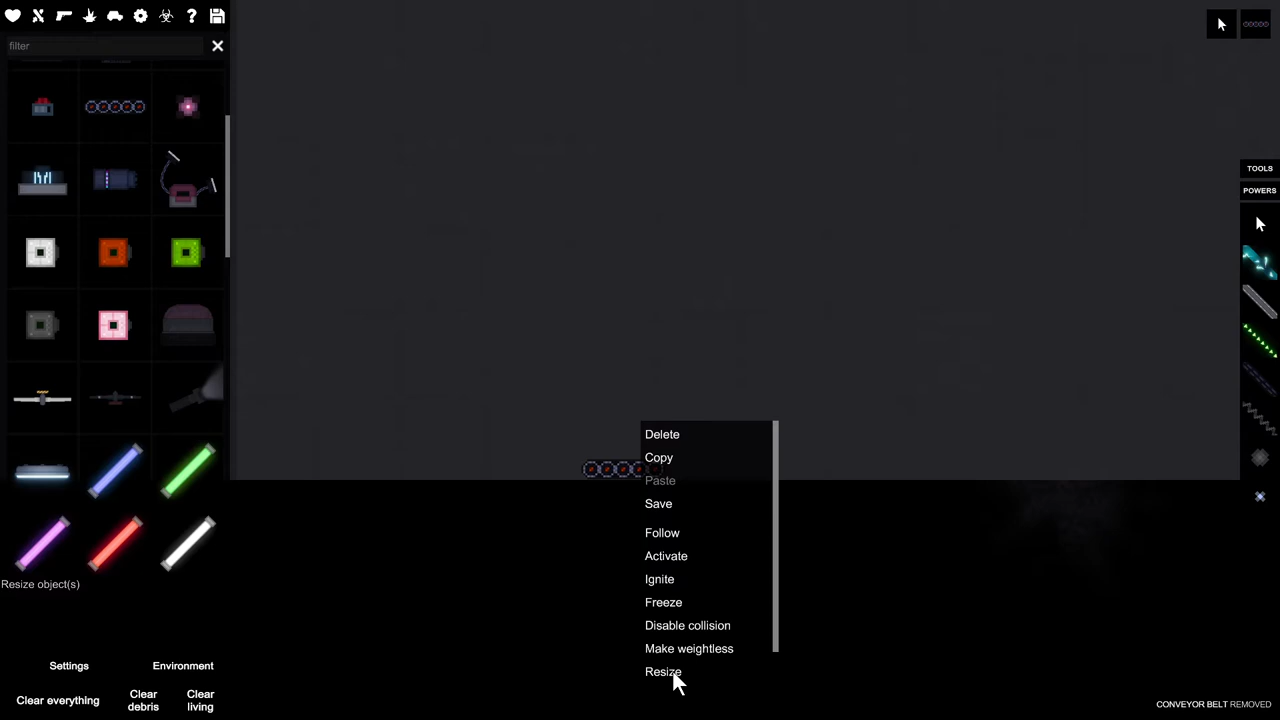 filter
TOOLS
POWERS
Delete
Copy
Paste
Save
Follow
Activate
Ignite
Freeze
Disable collision
Make weightless
Resize
Resize object(s)
Settings
Environment
Clear everything
Clear
debris
Clear
living
CONVEYOR BELT REMOVED